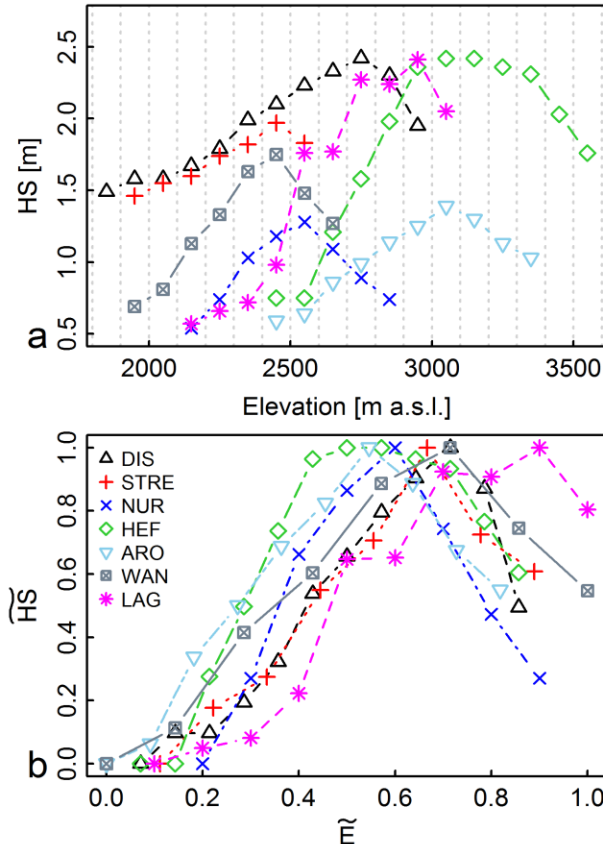 a
HS [m]
0.5 1.0 1.5 2.0 2.5
2000 2500 3000 3500
Elevation [m a.s.l.]
b
H͂S͂
0.0 0.2 0.4 0.6 0.8 1.0
DIS
STRE
NUR
HEF
ARO
WAN
LAG
0.0 0.2 0.4 0.6 0.8 1.0
Ẽ